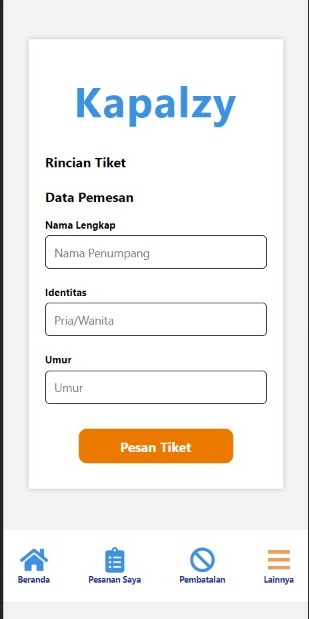 Kapalzy
Rincian Tiket
Data Pemesan
Nama Lengkap
Nama Penumpang
Identitas
Pria/Wanita
Umur
Umur
Pesan Tiket
Beranda
Pesanan Saya
Pembatalan
Lainnya